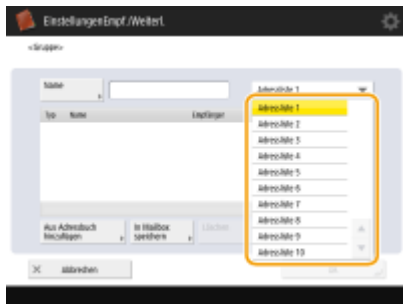 Einstellungen Empf./Weiterl.
<Gruppe>
Name
Adressliste 1
Typ Name Empfänger
Adressliste 1
Adressliste 2
Adressliste 3
Adressliste 4
Adressliste 5
Adressliste 6
Adressliste 7
Adressliste 8
Adressliste 9
Adressliste 10
Aus Adressbuch hinzufügen
In Mailbox speichern
Löschen
Abbrechen
OK